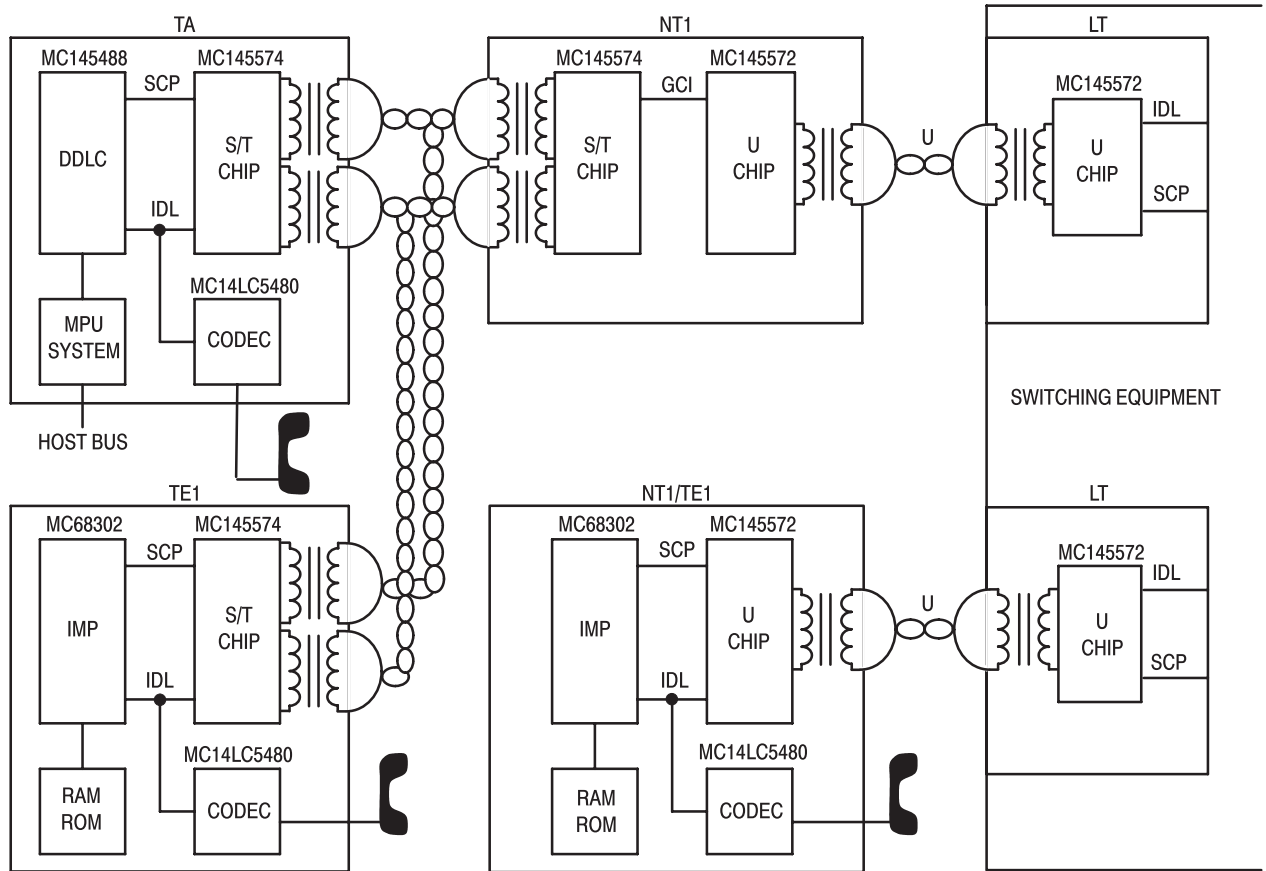 TA
MC145488
SCP
MC145574
DDLC
S/T
CHIP
IDL
MC14LC5480
MPU
SYSTEM
CODEC
HOST BUS
NT1
MC145574
GCI
MC145572
S/T
CHIP
U
CHIP
U
LT
MC145572
U
CHIP
IDL
SCP
SWITCHING EQUIPMENT
TE1
MC68302
SCP
MC145574
IMP
S/T
CHIP
IDL
MC14LC5480
RAM
ROM
CODEC
NT1/TE1
MC68302
SCP
MC145572
IMP
U
CHIP
IDL
MC14LC5480
RAM
ROM
CODEC
U
LT
MC145572
U
CHIP
IDL
SCP